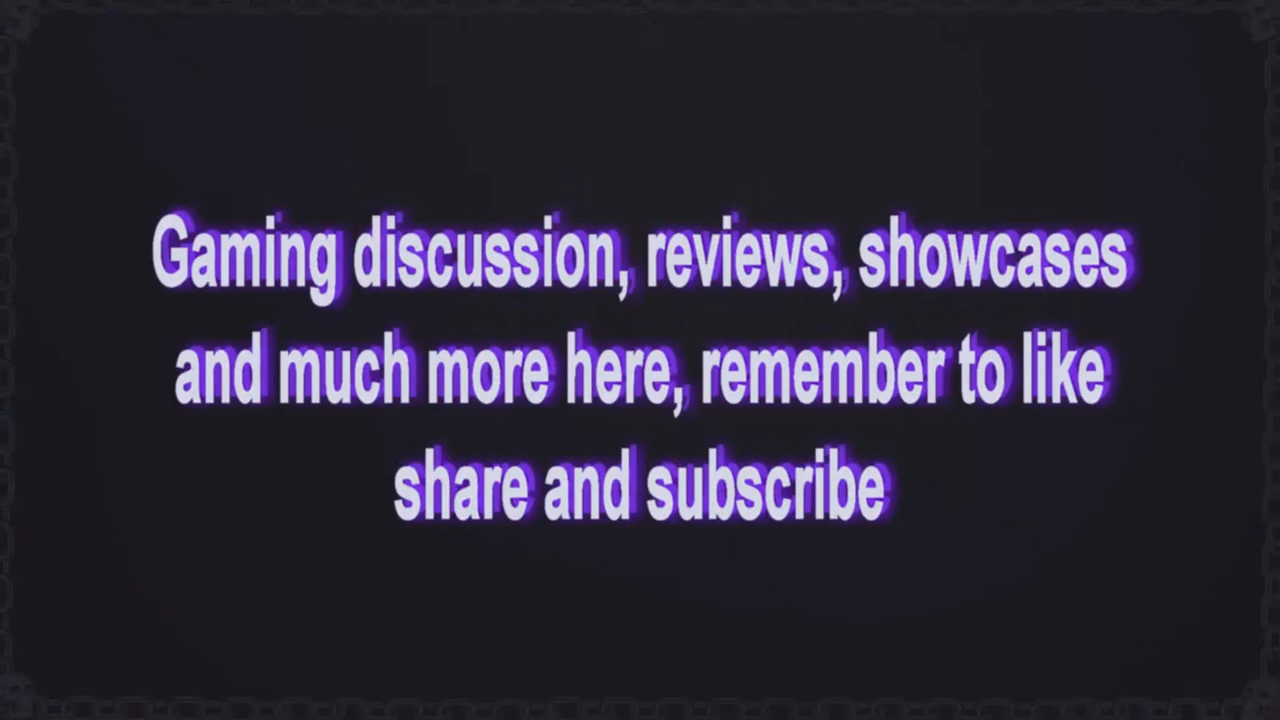 Gaming discussion, reviews, showcases
and much more here, remember to like
share and subscribe